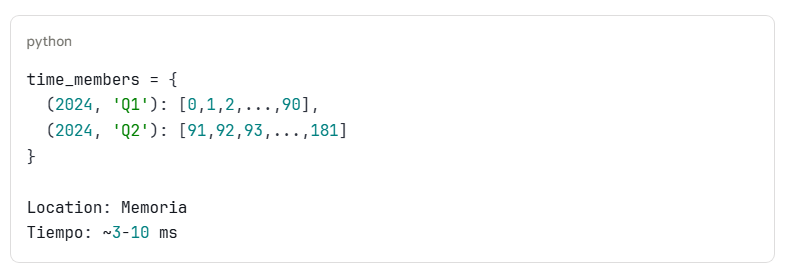 python
time_members = {
(2024, 'Q1'): [0,1,2,...,90],
(2024, 'Q2'): [91,92,93,...,181]
}
Location: Memoria
Tiempo: ~3-10 ms